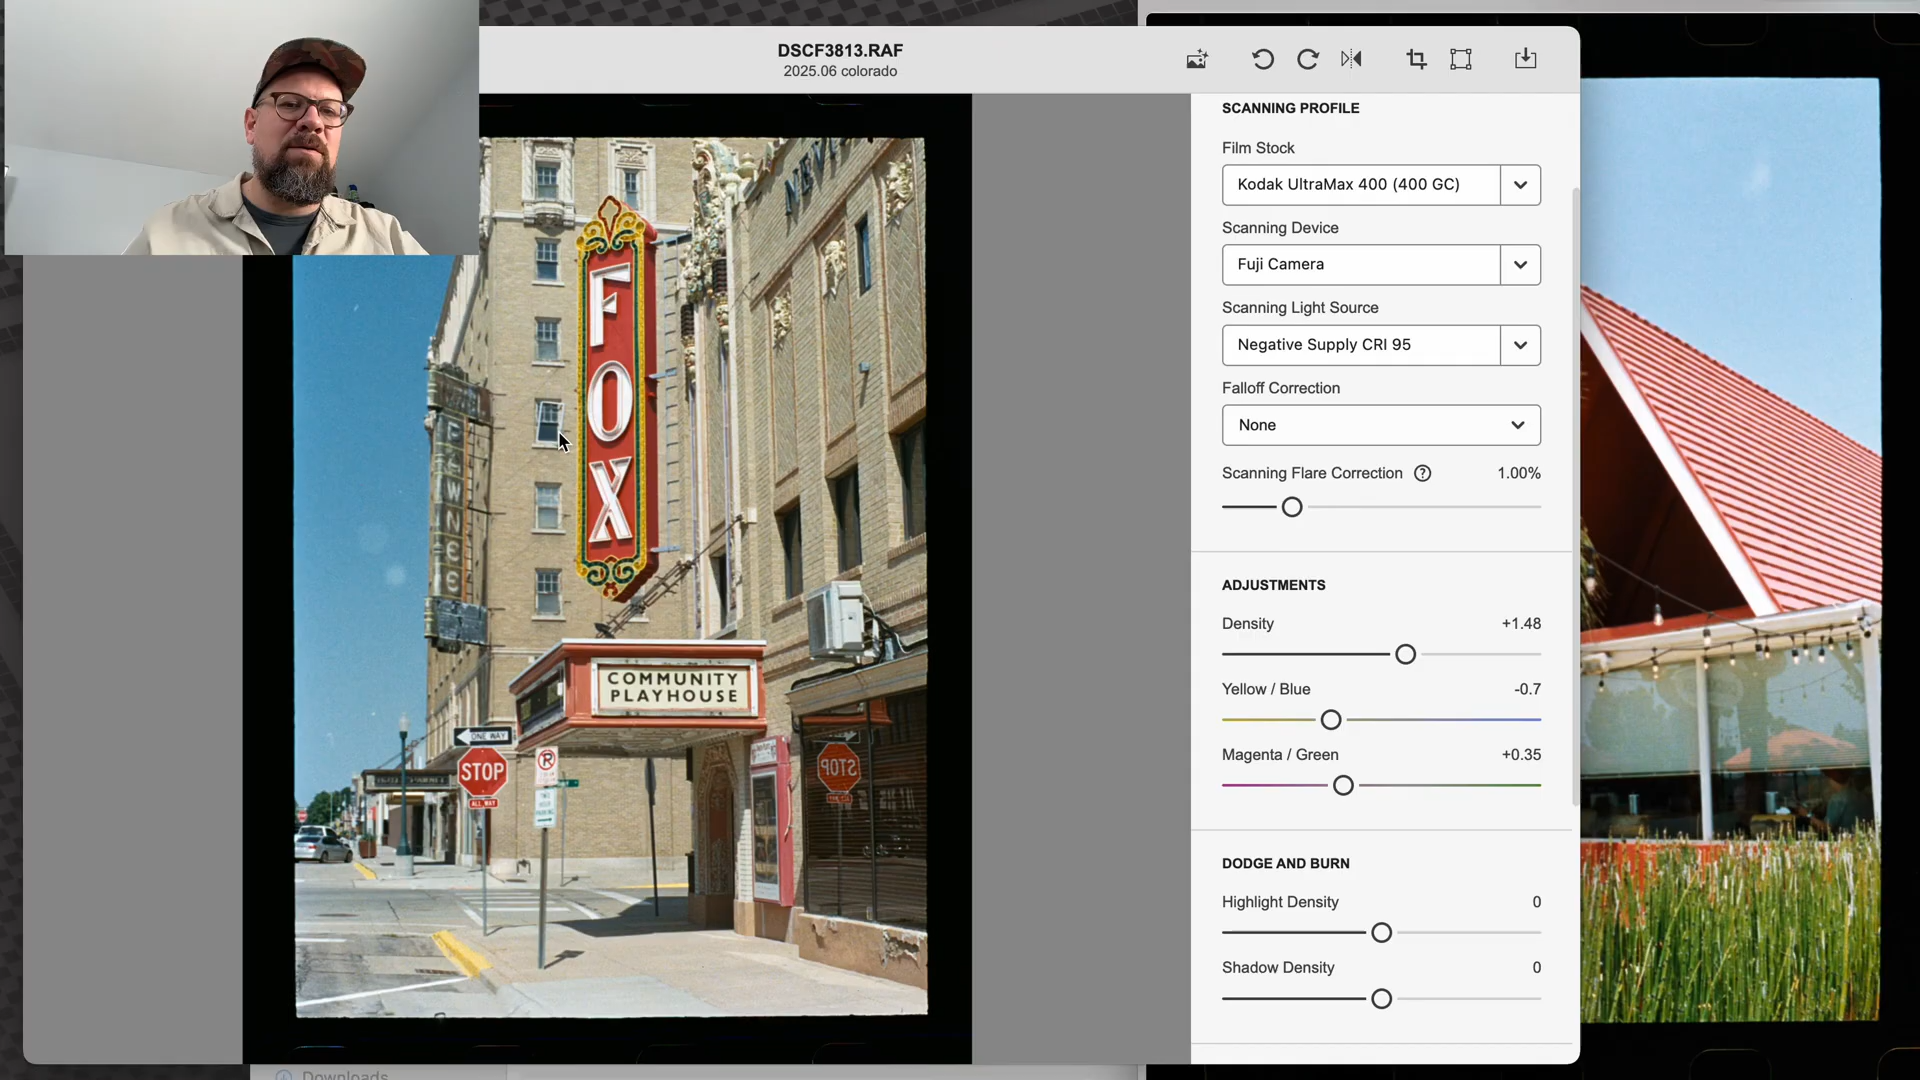 DSCF3813.RAF
2025.06 colorado
SCANNING PROFILE
Film Stock
Kodak UltraMax 400 (400 GC)
Scanning Device
Fuji Camera
Scanning Light Source
Negative Supply CRI 95
Falloff Correction
None
Scanning Flare Correction ? 1.00%
ADJUSTMENTS
Density +1.48
Yellow / Blue -0.7
Magenta / Green +0.35
DODGE AND BURN
Highlight Density 0
Shadow Density 0
FOX
PAWNEE
COMMUNITY
PLAYHOUSE
ONE WAY
STOP
ALL WAY
P
STOP
Downloads